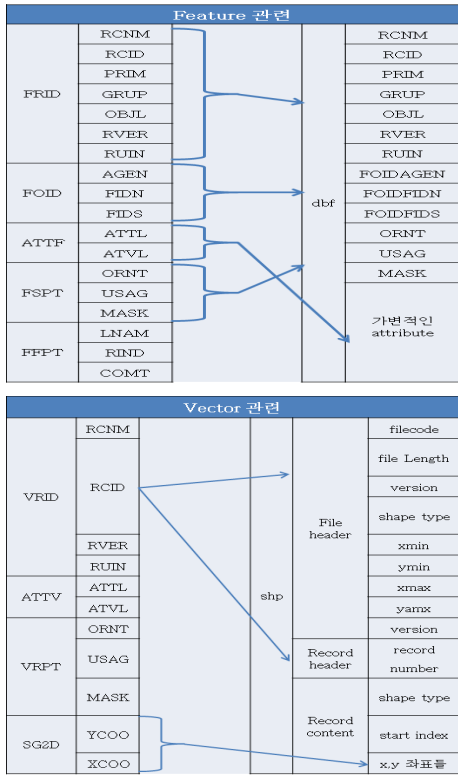 Feature 관련
FRID RCNM dbf RCNM
RCID RCID
PRIM PRIM
GRUP GRUP
OBJL OBJL
RVER RVER
RUIN RUIN
FOID AGEN FOIDAGEN
FIDN FOIDFIDN
FIDS FOIDFIDS
ATTF ATTL ORNT
ATVL USAG
FSPT ORNT MASK
USAG 가변적인
MASK attribute
FFPT LNAM
RIND
COMT
Vector 관련
VRID RCNM shp File header filecode
RCID file Length
version
shape type
RVER xmin
RUIN ymin
ATTV ATTL xmax
ATVL yamx
VRPT ORNT version
USAG Record header record number
MASK Record content shape type
SG2D YCOO start index
XCOO x,y 좌표들